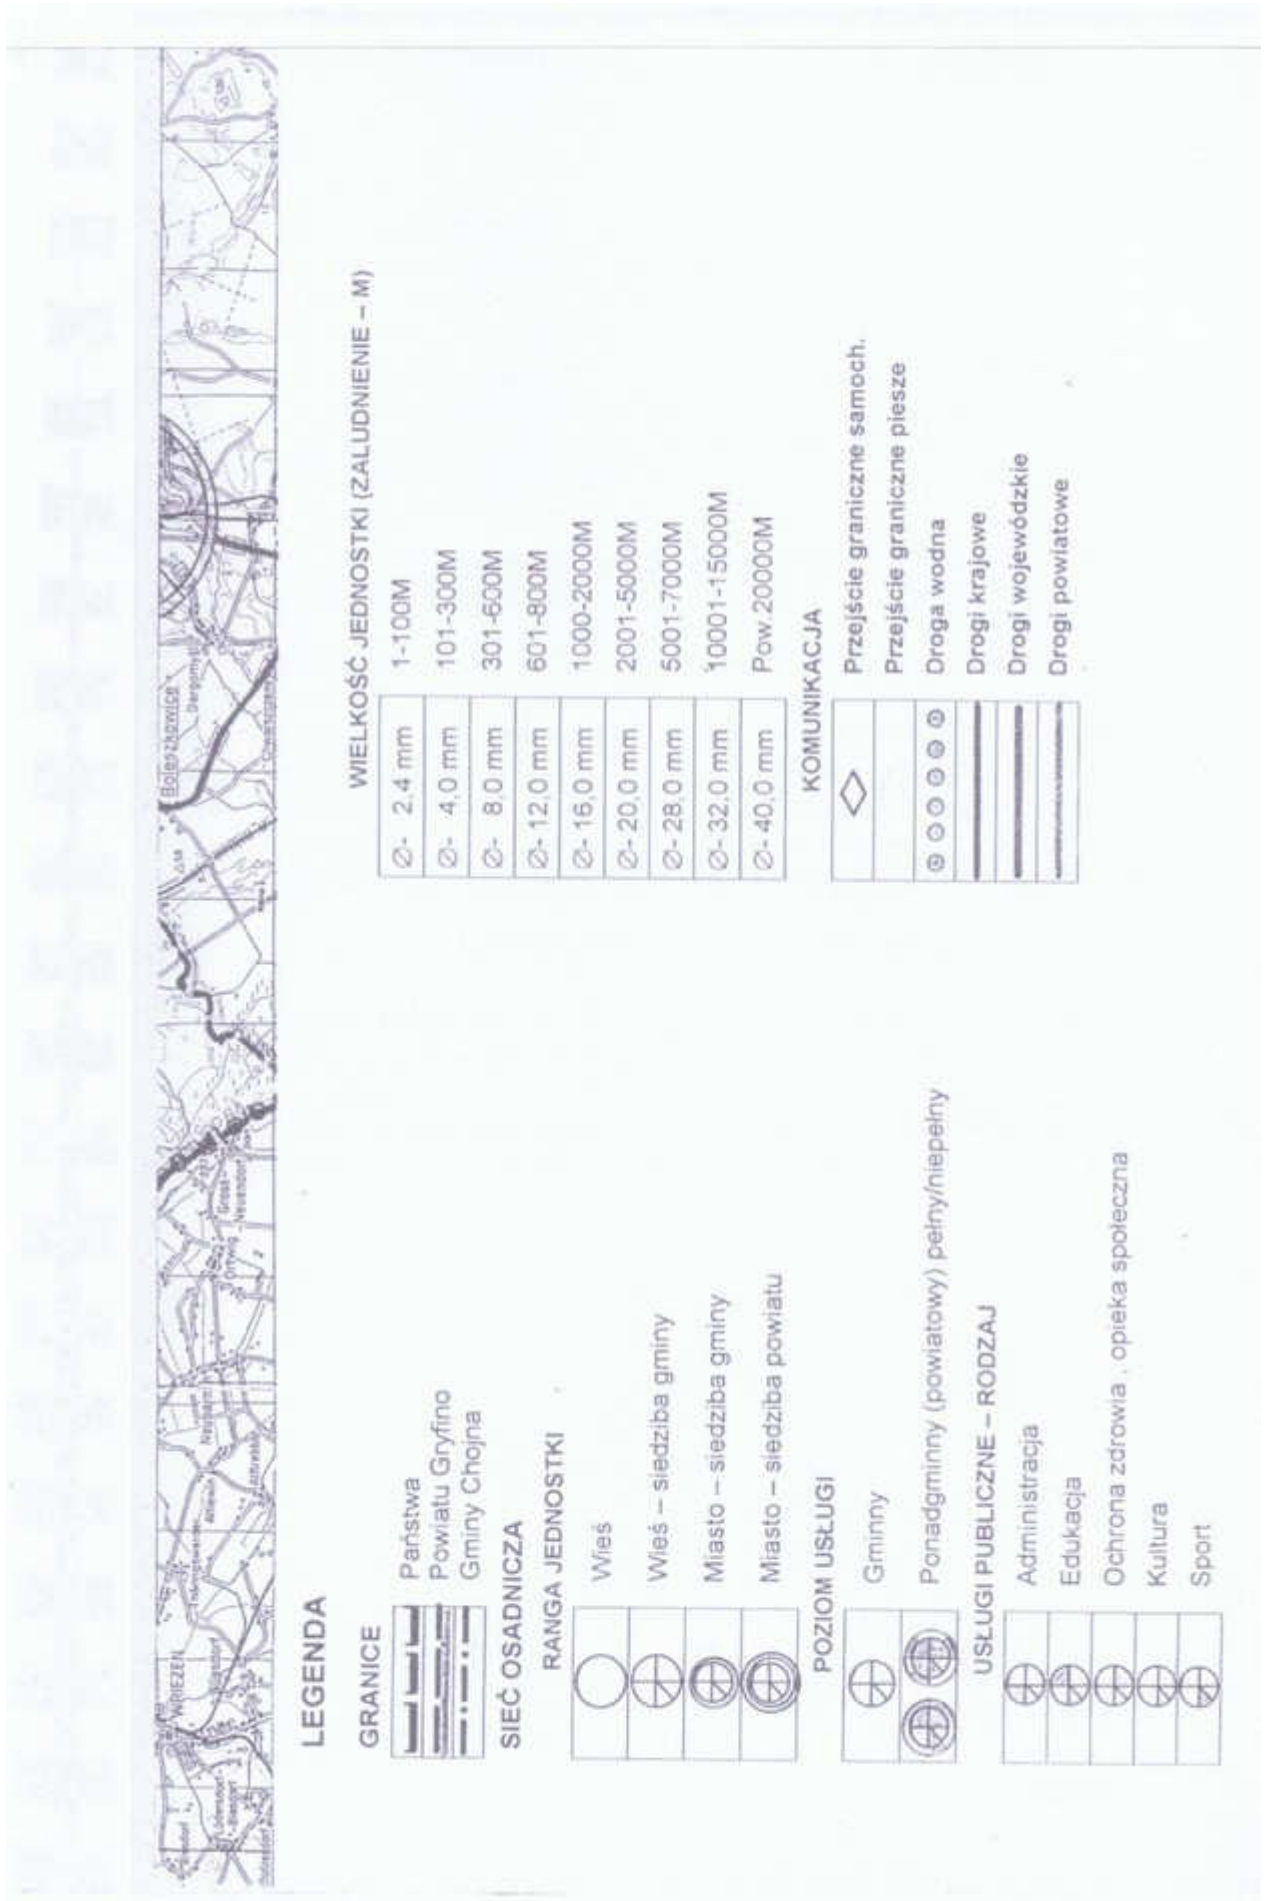 WRIEZEN
Ortwig
Groß-
Neuendorf
Boleszkowice
Dargomyśl
LEGENDA
GRANICE
Państwa
Powiatu Gryfino
Gminy Chojna
SIEĆ OSADNICZA
RANGA JEDNOSTKI
Wieś
Wieś – siedziba gminy
Miasto – siedziba gminy
Miasto – siedziba powiatu
POZIOM USŁUGI
Gminny
Ponadgminny (powiatowy) pełny/niepełny
USŁUGI PUBLICZNE – RODZAJ
Administracja
Edukacja
Ochrona zdrowia , opieka społeczna
Kultura
Sport
WIELKOŚĆ JEDNOSTKI (ZALUDNIENIE – M)
∅- 2,4 mm 1-100M
∅- 4,0 mm 101-300M
∅- 8,0 mm 301-600M
∅- 12,0 mm 601-800M
∅- 16,0 mm 1000-2000M
∅- 20,0 mm 2001-5000M
∅- 28,0 mm 5001-7000M
∅- 32,0 mm 10001-15000M
∅- 40,0 mm Pow.20000M
KOMUNIKACJA
Przejście graniczne samoch.
Przejście graniczne piesze
Droga wodna
Drogi krajowe
Drogi wojewódzkie
Drogi powiatowe